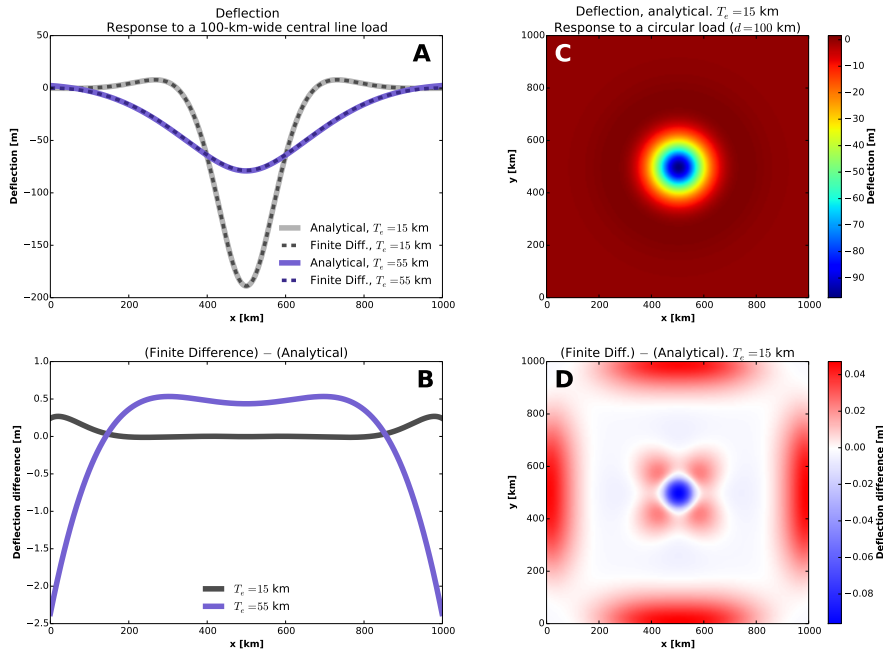 Deflection
Response to a 100-km-wide central line load
A
50
0
−50
−100
−150
−200
Deflection [m]
Analytical, Te = 15 km
Finite Diff., Te = 15 km
Analytical, Te = 55 km
Finite Diff., Te = 55 km
0 200 400 600 800 1000
x [km]
Deflection, analytical. Te = 15 km
Response to a circular load (d = 100 km)
C
1000
800
600
400
200
0
y [km]
0 200 400 600 800 1000
x [km]
0
−10
−20
−30
−40
−50
−60
−70
−80
−90
Deflection [m]
(Finite Difference) − (Analytical)
B
1.0
0.5
0.0
−0.5
−1.0
−1.5
−2.0
−2.5
Deflection difference [m]
Te = 15 km
Te = 55 km
0 200 400 600 800 1000
x [km]
(Finite Diff.) − (Analytical). Te = 15 km
D
1000
800
600
400
200
0
y [km]
0 200 400 600 800 1000
x [km]
0.04
0.02
0.00
−0.02
−0.04
−0.06
−0.08
Deflection difference [m]